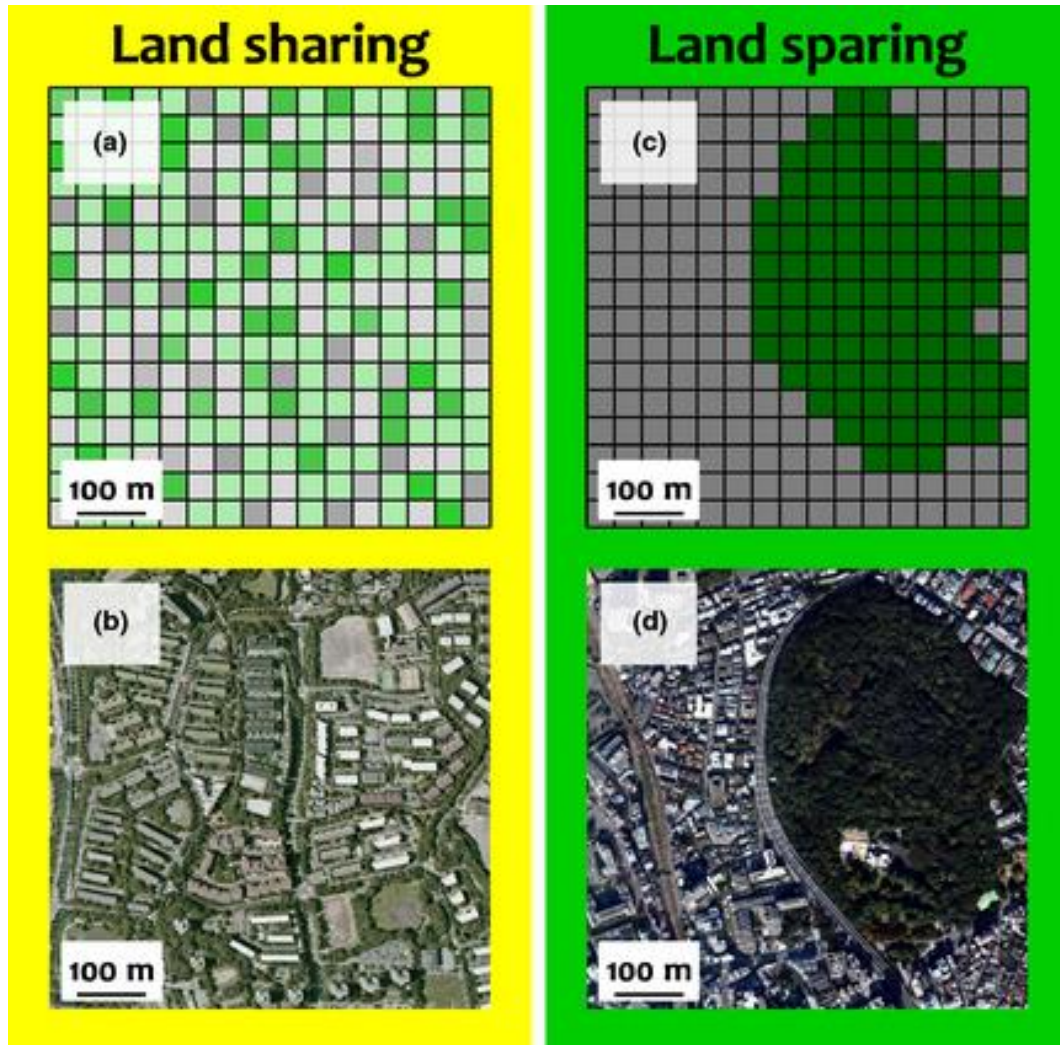 Land sharing
(a)
100 m
(b)
100 m
Land sparing
(c)
100 m
(d)
100 m